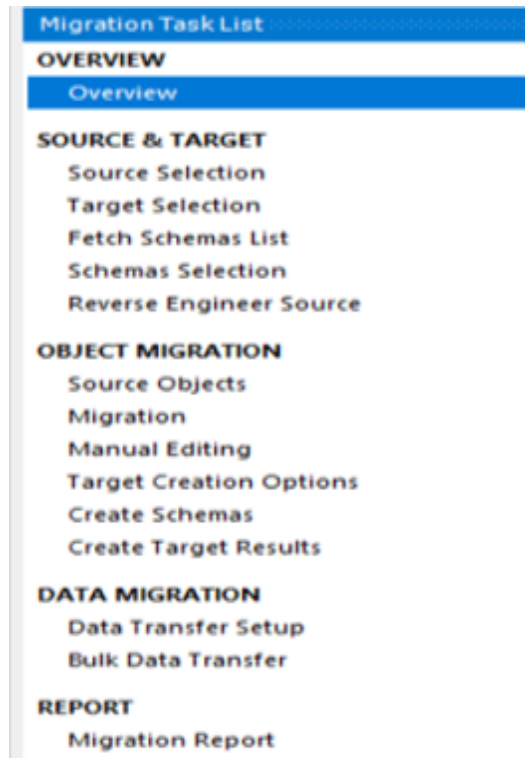 Migration Task List
OVERVIEW
Overview
SOURCE & TARGET
Source Selection
Target Selection
Fetch Schemas List
Schemas Selection
Reverse Engineer Source
OBJECT MIGRATION
Source Objects
Migration
Manual Editing
Target Creation Options
Create Schemas
Create Target Results
DATA MIGRATION
Data Transfer Setup
Bulk Data Transfer
REPORT
Migration Report